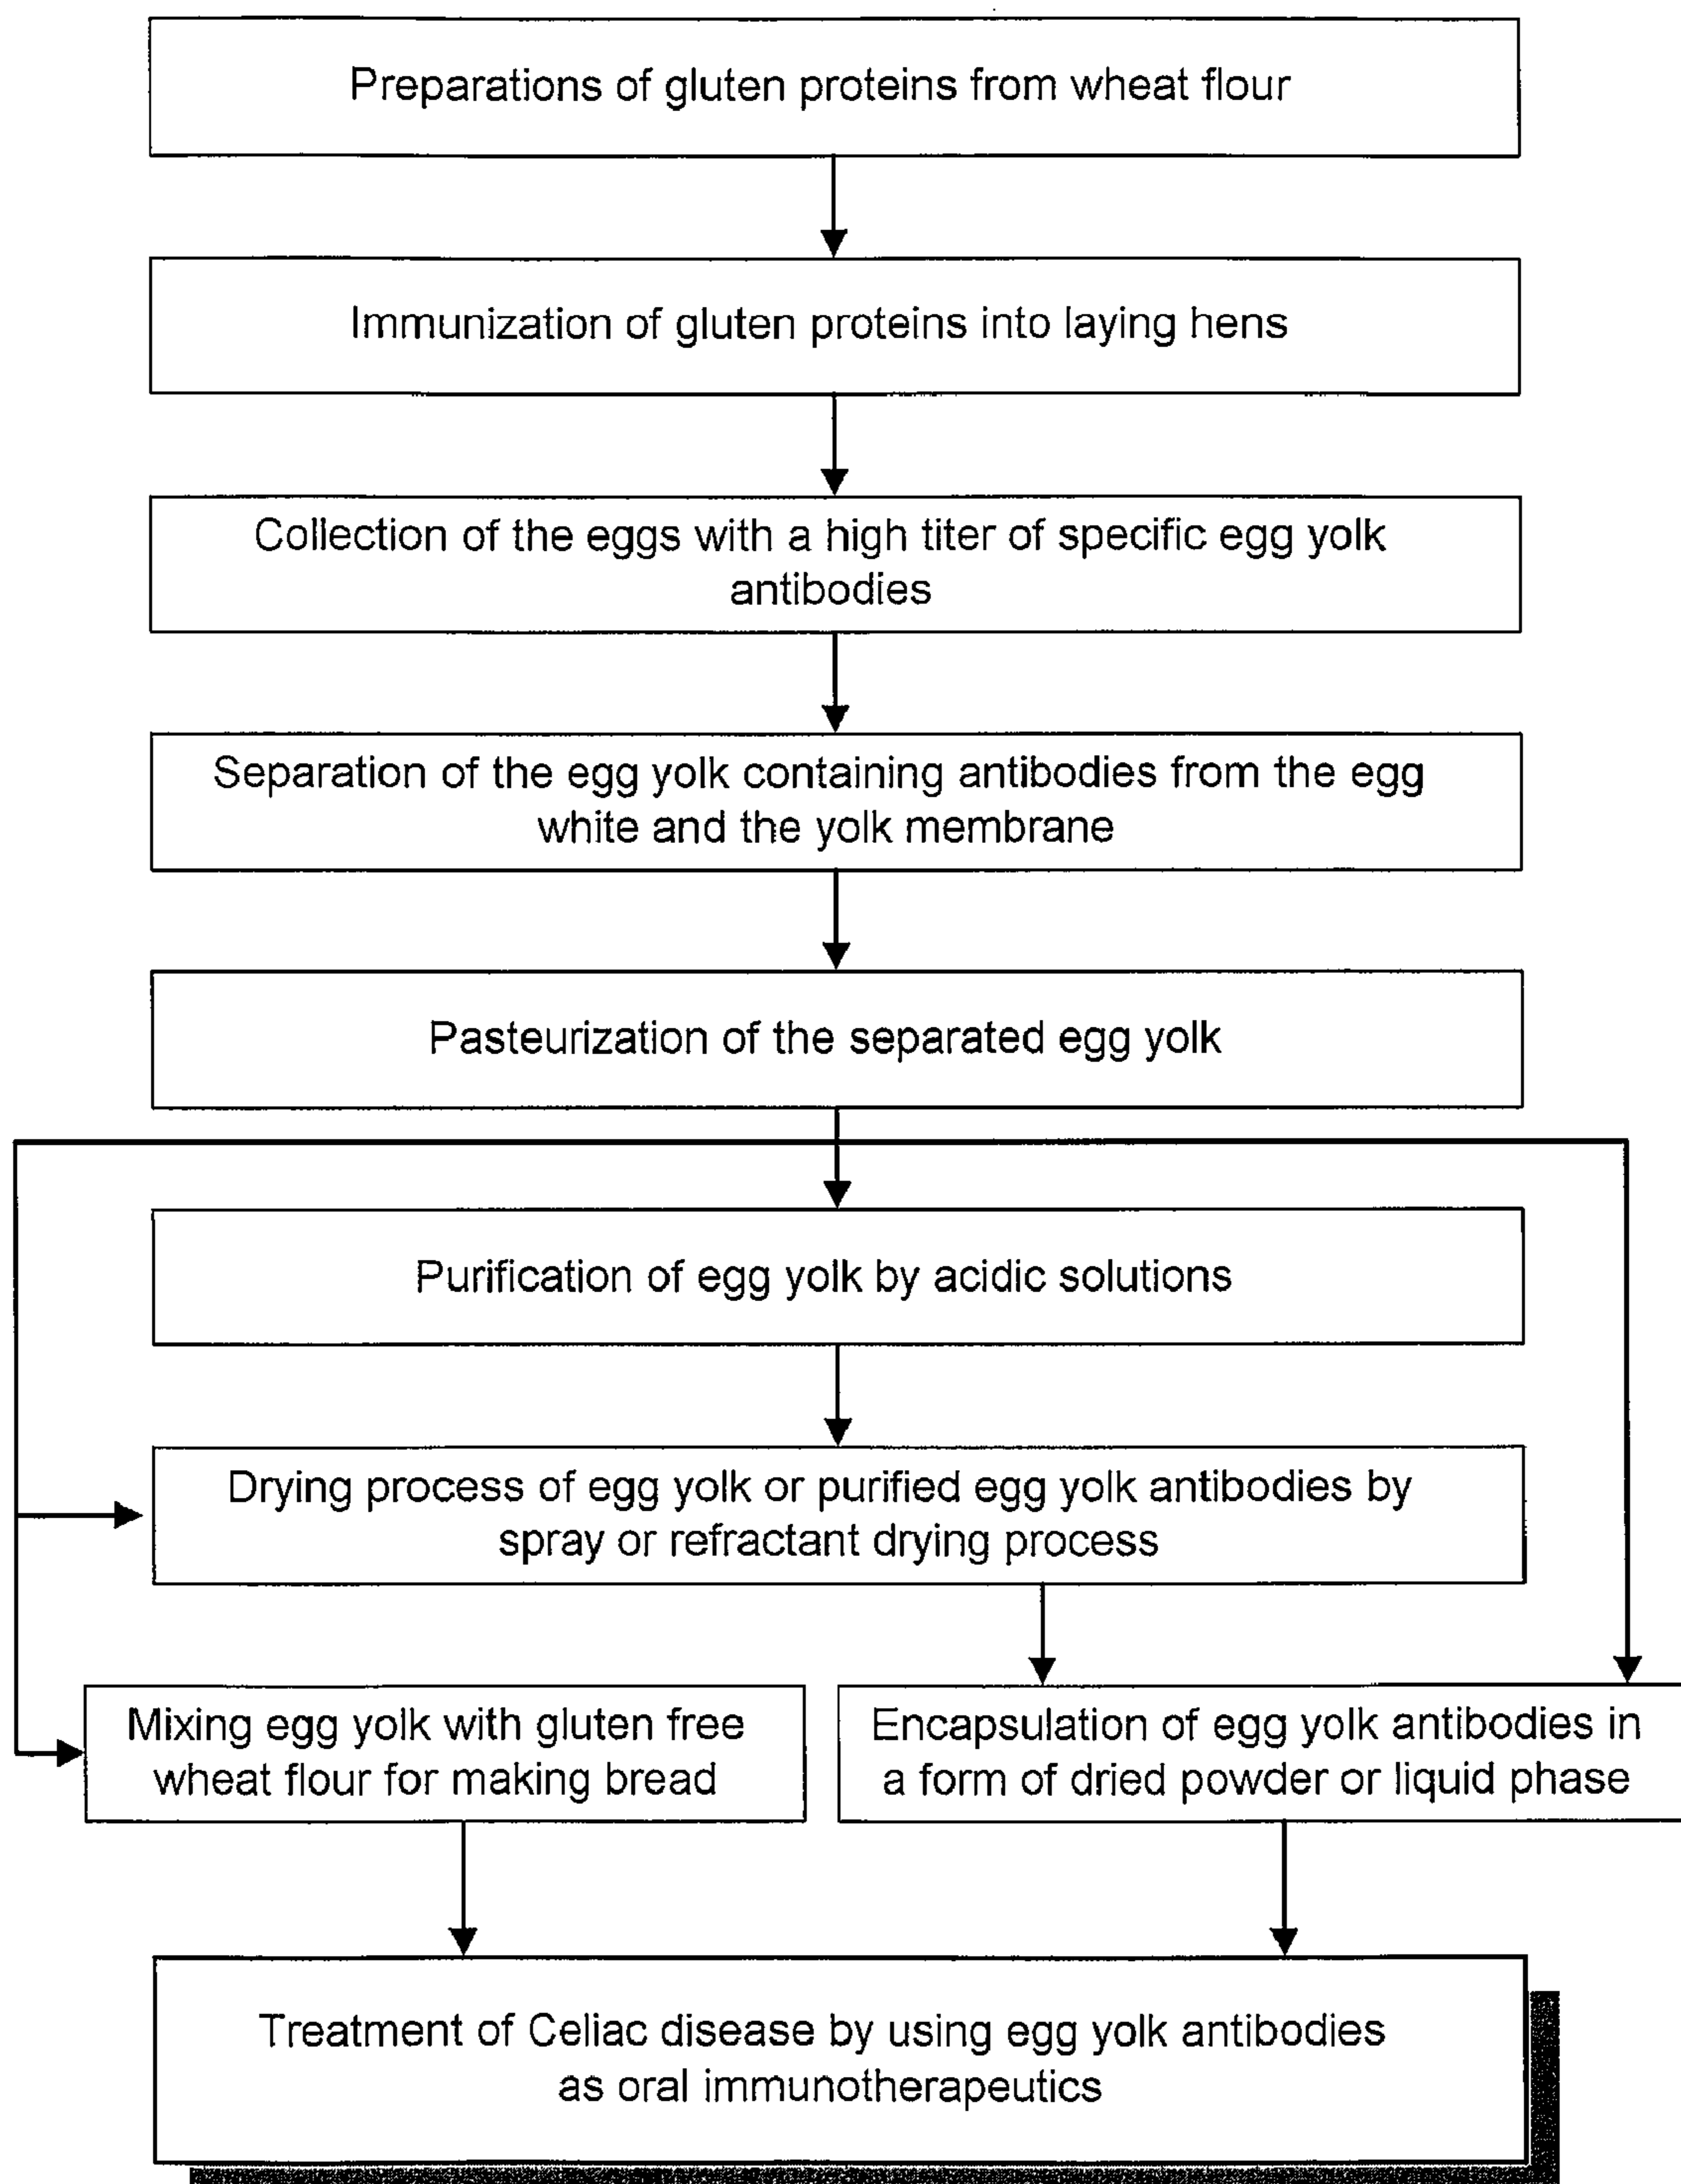 Preparations of gluten proteins from wheat flour
Immunization of gluten proteins into laying hens
Collection of the eggs with a high titer of specific egg yolk
antibodies
Separation of the egg yolk containing antibodies from the egg
white and the yolk membrane
Pasteurization of the separated egg yolk
Purification of egg yolk by acidic solutions
Drying process of egg yolk or purified egg yolk antibodies by
spray or refractant drying process
Mixing egg yolk with gluten free
wheat flour for making bread
Encapsulation of egg yolk antibodies in
a form of dried powder or liquid phase
Treatment of Celiac disease by using egg yolk antibodies
as oral immunotherapeutics